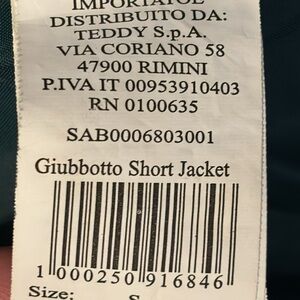 IMPORTATOE
DISTRIBUITO DA:
TEDDY S.p.A.
VIA CORIANO 58
47900 RIMINI
P.IVA IT 00953910403
RN 0100635
SAB0006803001
Giubbotto Short Jacket
1 000250 916846
Size: S